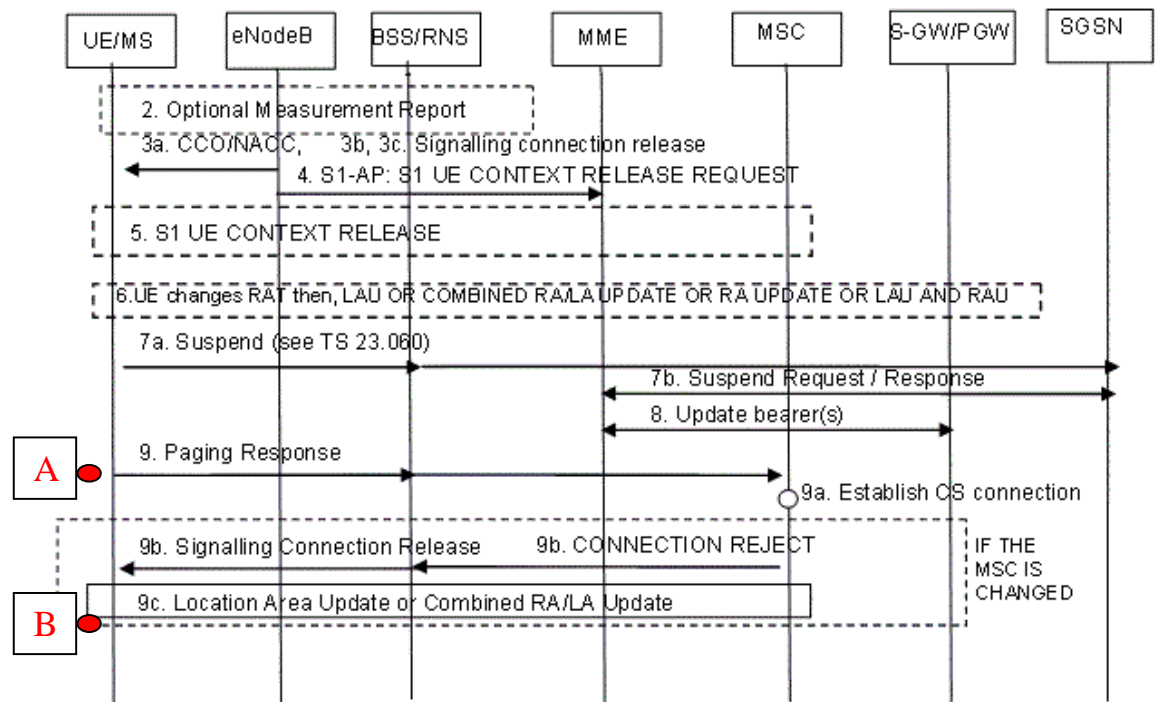 UE/MS
eNodeB
BSS/RNS
MME
MSC
S-GW/PGW
SGSN
2. Optional Measurement Report
3a. CCO/NACC, 3b, 3c. Signalling connection release
4. S1-AP: S1 UE CONTEXT RELEASE REQUEST
5. S1 UE CONTEXT RELEASE
6.UE changes RAT then, LAU OR COMBINED RA/LA UPDATE OR RA UPDATE OR LAU AND RAU
7a. Suspend (see TS 23.060)
7b. Suspend Request / Response
8. Update bearer(s)
A
9. Paging Response
9a. Establish CS connection
9b. Signalling Connection Release
9b. CONNECTION REJECT
IF THE
MSC IS
CHANGED
9c. Location Area Update or Combined RA/LA Update
B